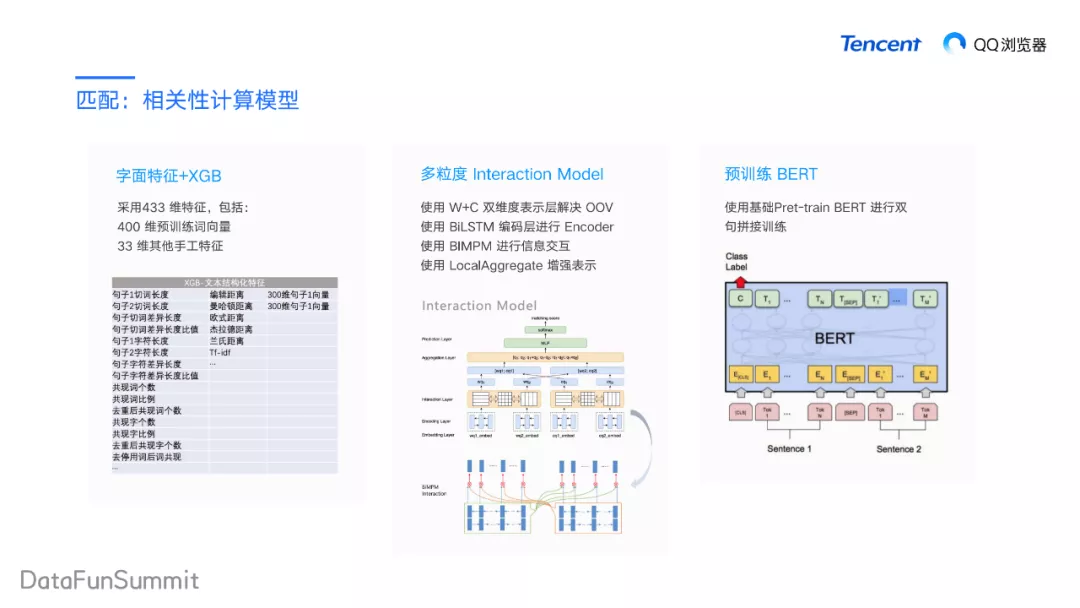 Tencent QQ浏览器
匹配：相关性计算模型
字面特征+XGB
采用433 维特征，包括：
400 维预训练词向量
33 维其他手工特征
XGB-文本结构化特征
句子1切词长度 编辑距离 300维句子1向量
句子2切词长度 曼哈顿距离 300维句子1向量
句子切词差异长度 欧式距离
句子切词差异长度比值 杰拉德距离
句子1字符长度 兰氏距离
句子2字符长度 Tf-idf
句子字符差异长度 ...
句子字符差异长度比值
共现词个数
共现词比例
去重后共现词个数
共现字个数
共现字比例
去重后共现字个数
去停用词后词共现
...
多粒度 Interaction Model
使用 W+C 双维度表示层解决 OOV
使用 BiLSTM 编码层进行 Encoder
使用 BIMPM 进行信息交互
使用 LocalAggregate 增强表示
Interaction Model
matching score
softmax
Prediction Layer
MLP
Aggregation Layer
Interaction Layer
Encoding Layer
Embedding Layer
eq1_embed eq2_embed eq1_embed eq2_embed
BiMPM
Interaction
预训练 BERT
使用基础Pret-train BERT 进行双
句拼接训练
Class
Label
C T1 ... TN T[SEP] T1' ... TM'
BERT
E[CLS] E1 ... EN E[SEP] E1' ... EM'
[CLS] Tok 1 ... Tok N [SEP] Tok 1 ... Tok M
Sentence 1 Sentence 2
DataFunSummit